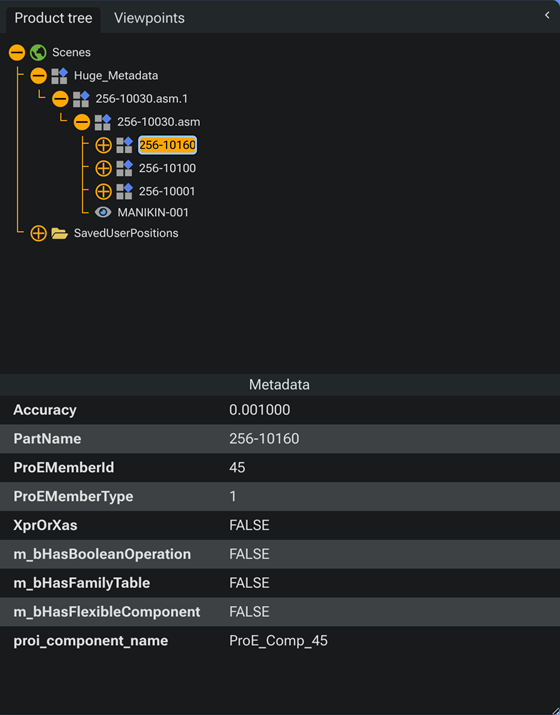 Product tree Viewpoints
Scenes
Huge_Metadata
256-10030.asm.1
256-10030.asm
256-10160
256-10100
256-10001
MANIKIN-001
SavedUserPositions
Metadata
Accuracy 0.001000
PartName 256-10160
ProEMemberId 45
ProEMemberType 1
XprOrXas FALSE
m_bHasBooleanOperation FALSE
m_bHasFamilyTable FALSE
m_bHasFlexibleComponent FALSE
proi_component_name ProE_Comp_45